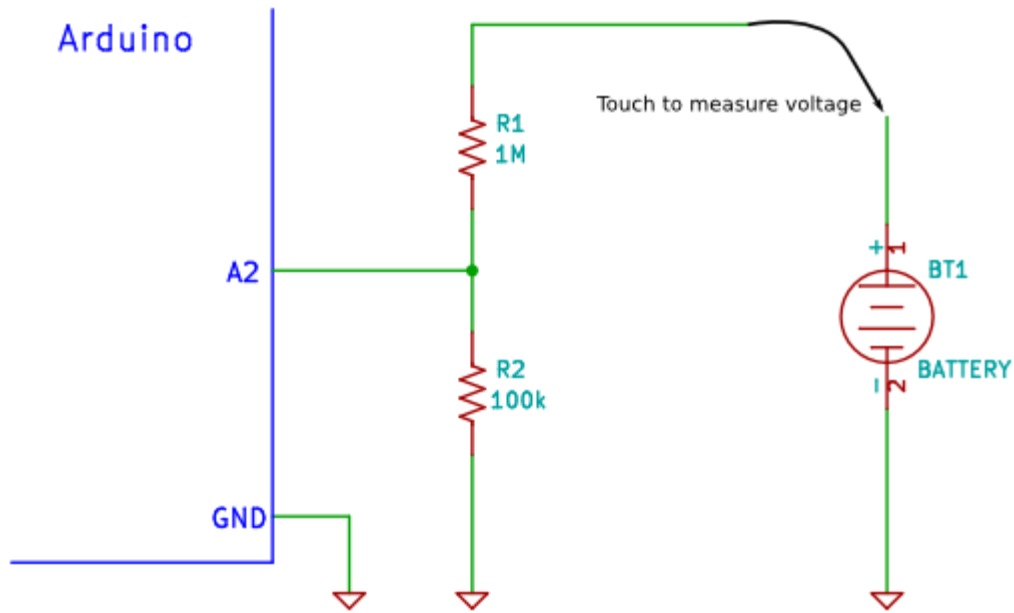 Arduino
Touch to measure voltage
R1
1M
A2
+ 1
BT1
BATTERY
- 2
R2
100k
GND